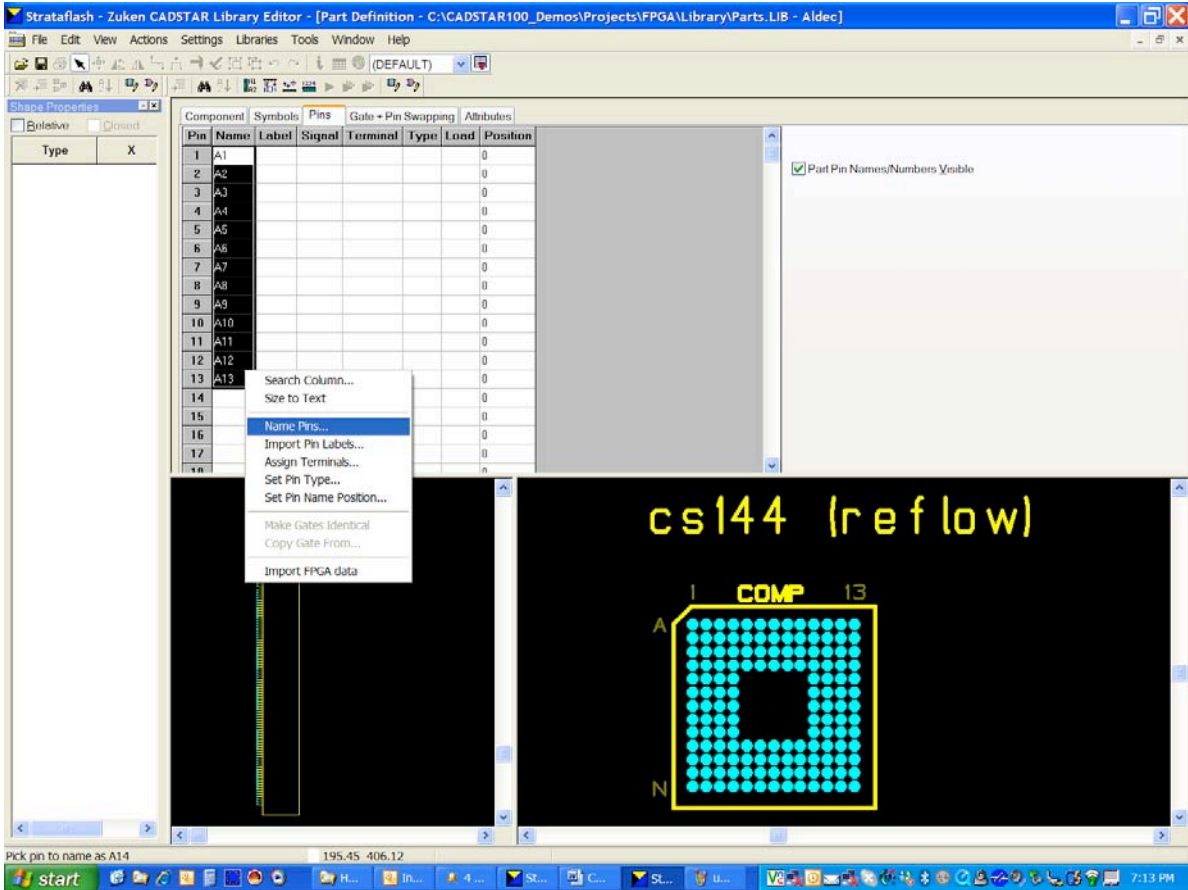 Strataflash - Zuken CADSTAR Library Editor - [Part Definition - C:\CADSTAR100_Demos\Projects\FPGA\Library\Parts.LIB - Aldec]
File Edit View Actions Settings Libraries Tools Window Help
(DEFAULT)
Shape Properties
Relative Closed
Type X
Component Symbols Pins Gate + Pin Swapping Attributes
Pin Name Label Signal Terminal Type Load Position
1 A1 0
2 A2 0
3 A3 0
4 A4 0
5 A5 0
6 A6 0
7 A7 0
8 A8 0
9 A9 0
10 A10 0
11 A11 0
12 A12 0
13 A13 0
14 0
15 0
16 0
17 0
18 0
Part Pin Names/Numbers Visible
Search Column...
Size to Text
Name Pins...
Import Pin Labels...
Assign Terminals...
Set Pin Type...
Set Pin Name Position...
Make Gates Identical
Copy Gate From...
Import FPGA data
cs144 (reflow)
1 COMP 13
A
N
Pick pin to name as A14 195.45 406.12
start H... In... 4 ... St... C... St... u... 7:13 PM